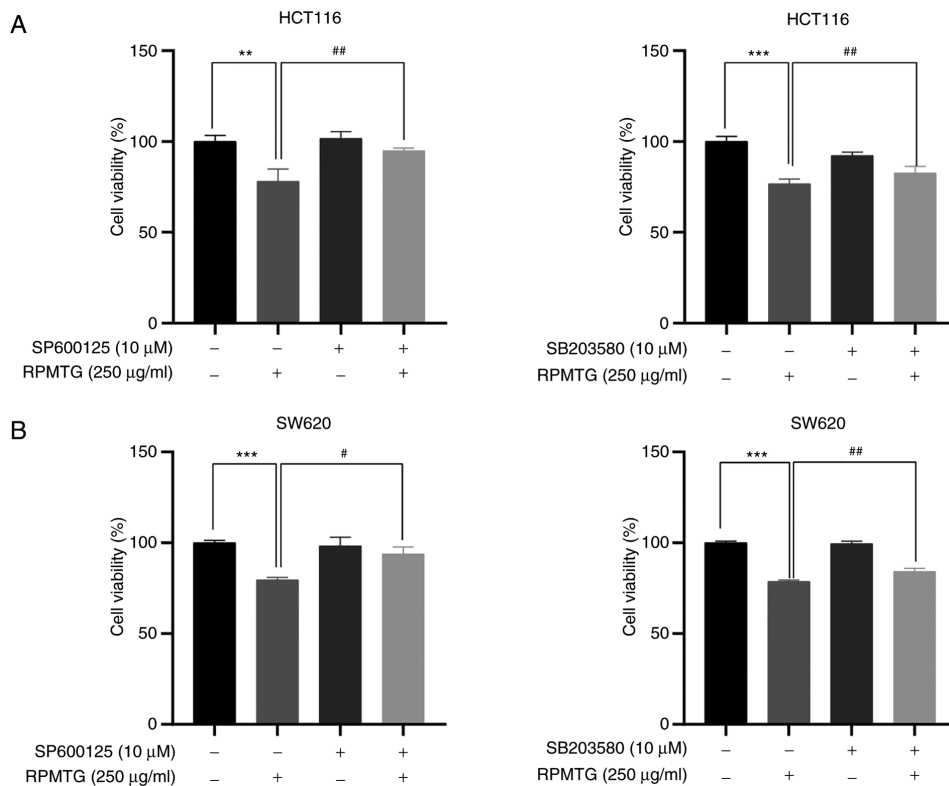 A
HCT116
Cell viability (%)
150
100
50
0
** ##
SP600125 (10 μM) – – + +
RPMTG (250 μg/ml) – + – +
HCT116
Cell viability (%)
150
100
50
0
*** ##
SB203580 (10 μM) – – + +
RPMTG (250 μg/ml) – + – +
B
SW620
Cell viability (%)
150
100
50
0
*** #
SP600125 (10 μM) – – + +
RPMTG (250 μg/ml) – + – +
SW620
Cell viability (%)
150
100
50
0
*** ##
SB203580 (10 μM) – – + +
RPMTG (250 μg/ml) – + – +